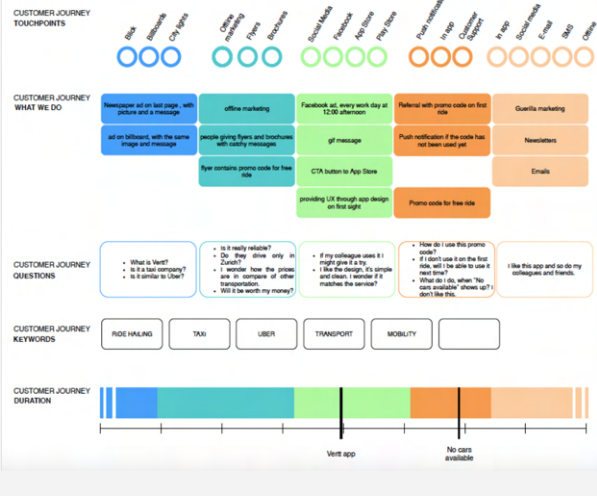 CUSTOMER JOURNEY
TOUCHPOINTS
Blick
Billboards
City lights
Offline
marketing
Flyers
Brochures
Social Media
Facebook
App Store
Play Store
Push notification
In app
Customer
Support
In app
Social media
E-mail
SMS
Offline
CUSTOMER JOURNEY
WHAT WE DO
Newspaper ad on last page , with
picture and a message
ad on billboard, with the same
image and message
offline marketing
people giving flyers and brochures
with catchy messages
flyer contains promo code for free
ride
Facebook ad, every work day at
12:00 afternoon
gif message
CTA button to App Store
providing UX through app design
on first sight
Referral with promo code on first
ride
Push notification if the code has
not been used yet
Promo code for free ride
Guerilla marketing
Newsletters
Emails
CUSTOMER JOURNEY
QUESTIONS
• What is Vertt?
• Is it a taxi company?
• Is it similar to Uber?
• Is it really reliable?
• Do they drive only in
Zurich?
• I wonder how the prices
are in compare of other
transportation.
• Will it be worth my money?
• If my colleague uses it I
might give it a try.
• I like the design, it's simple
and clean. I wonder if it
matches the service?
• How do I use this promo
code?
• If I don't use it on the first
ride, will I be able to use it
next time?
• What do I do, when "No
cars available" shows up? I
don't like this.
I like this app and so do my
colleagues and friends.
CUSTOMER JOURNEY
KEYWORDS
RIDE HAILING
TAXI
UBER
TRANSPORT
MOBILITY
CUSTOMER JOURNEY
DURATION
Vertt app
No cars
available